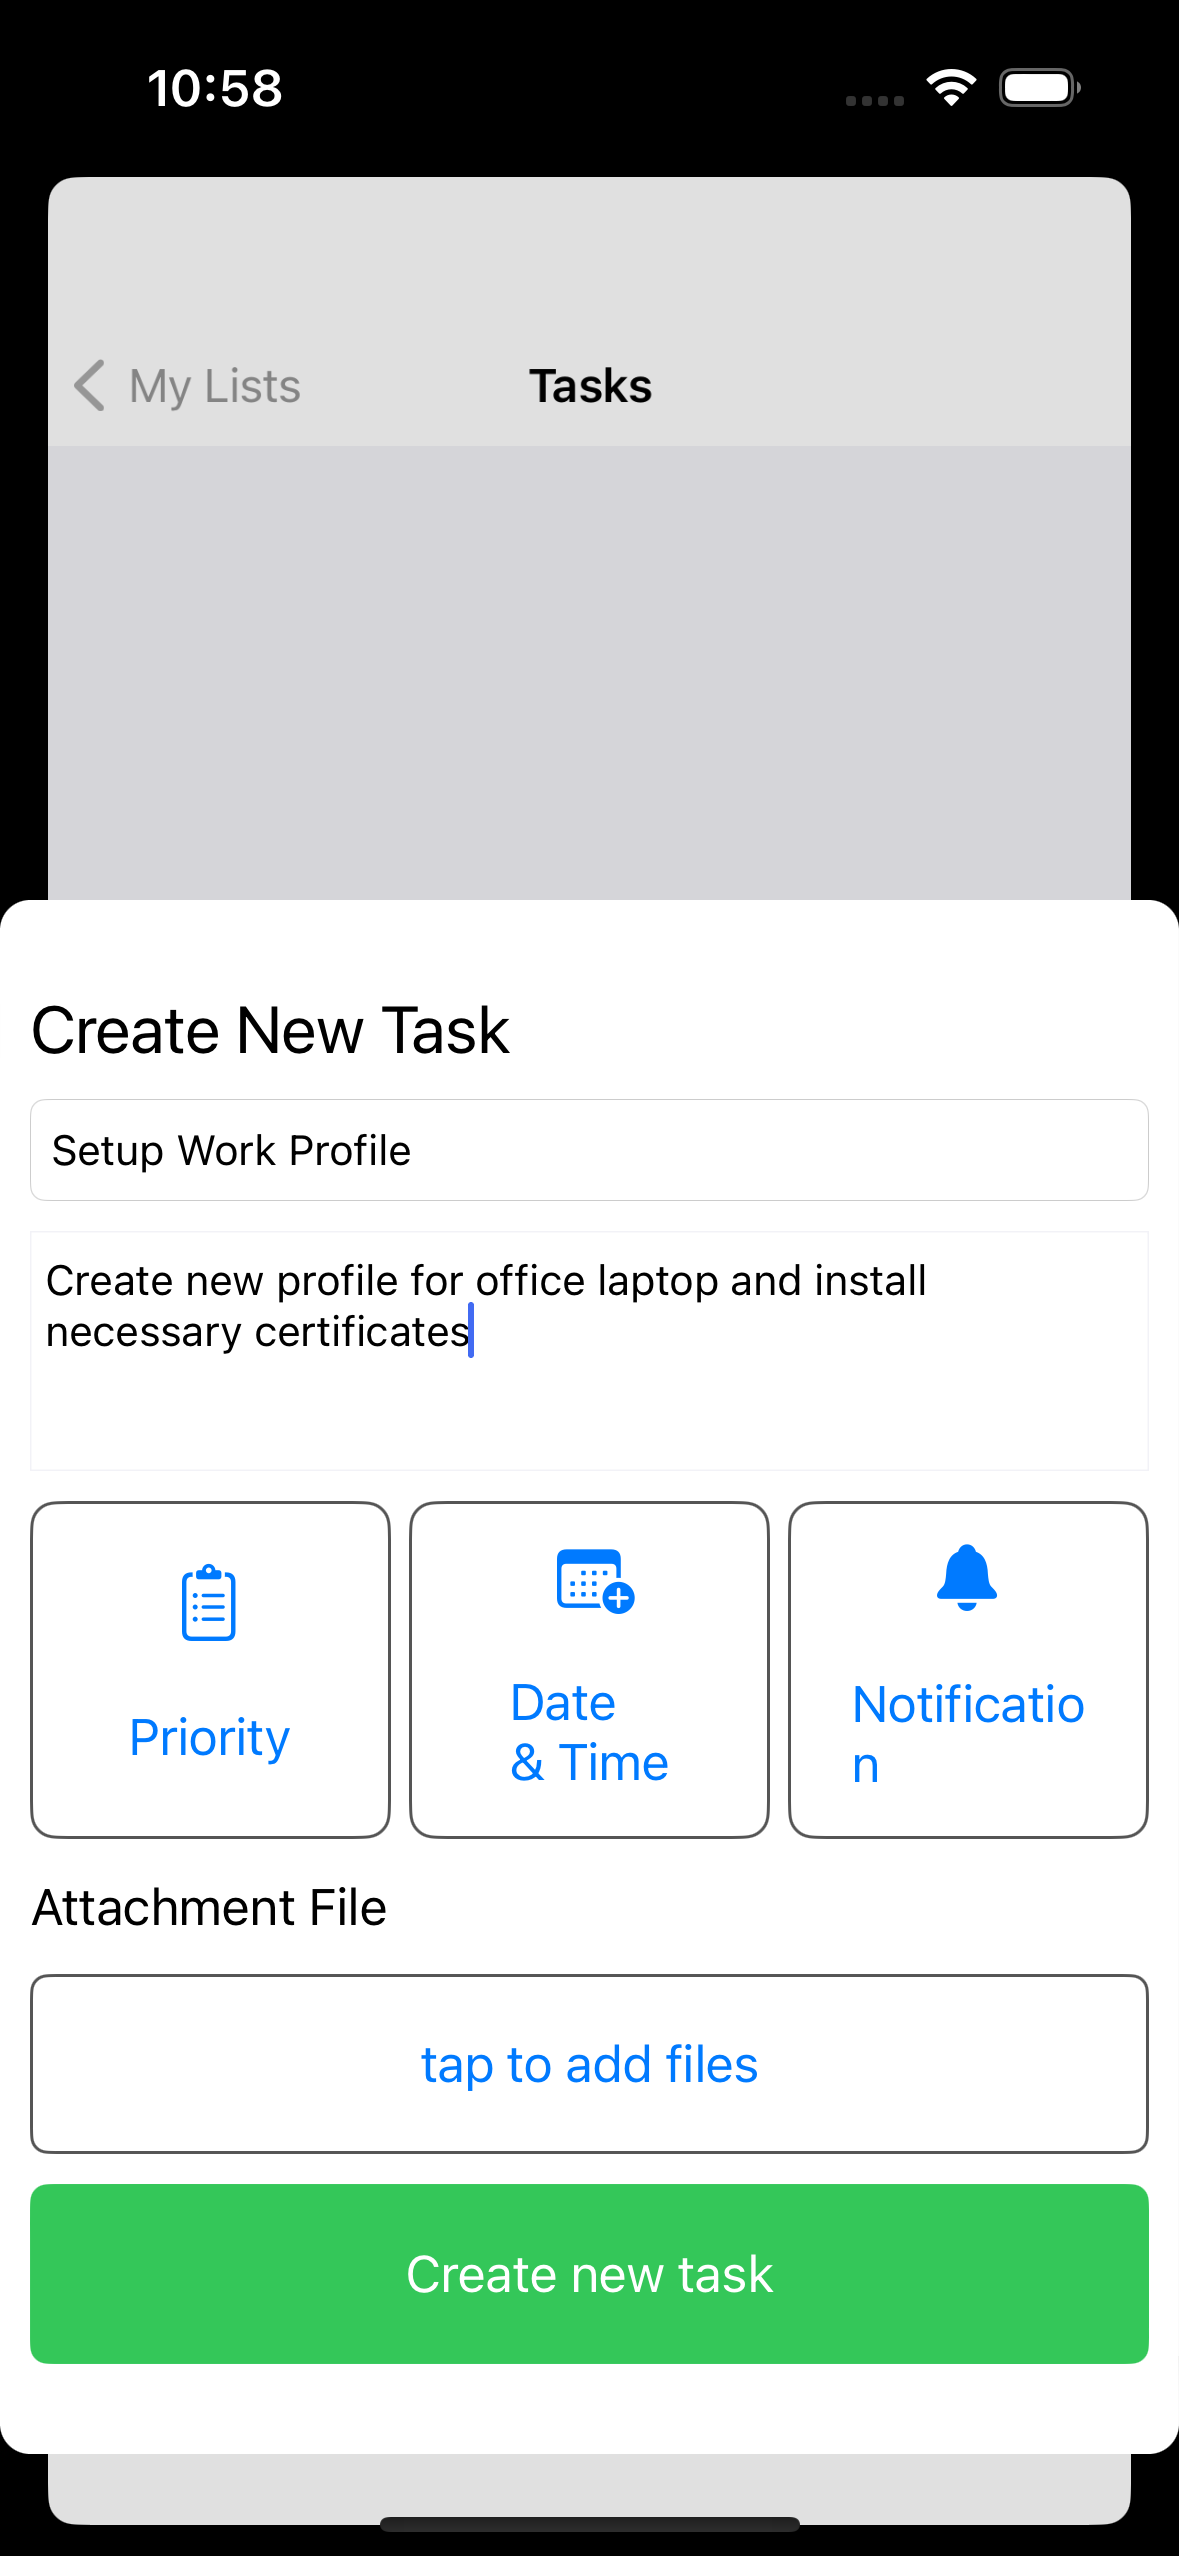 10:58
My Lists
Tasks
Create New Task
Setup Work Profile
Create new profile for office laptop and install
necessary certificates
Priority
Date
& Time
Notificatio
n
Attachment File
tap to add files
Create new task